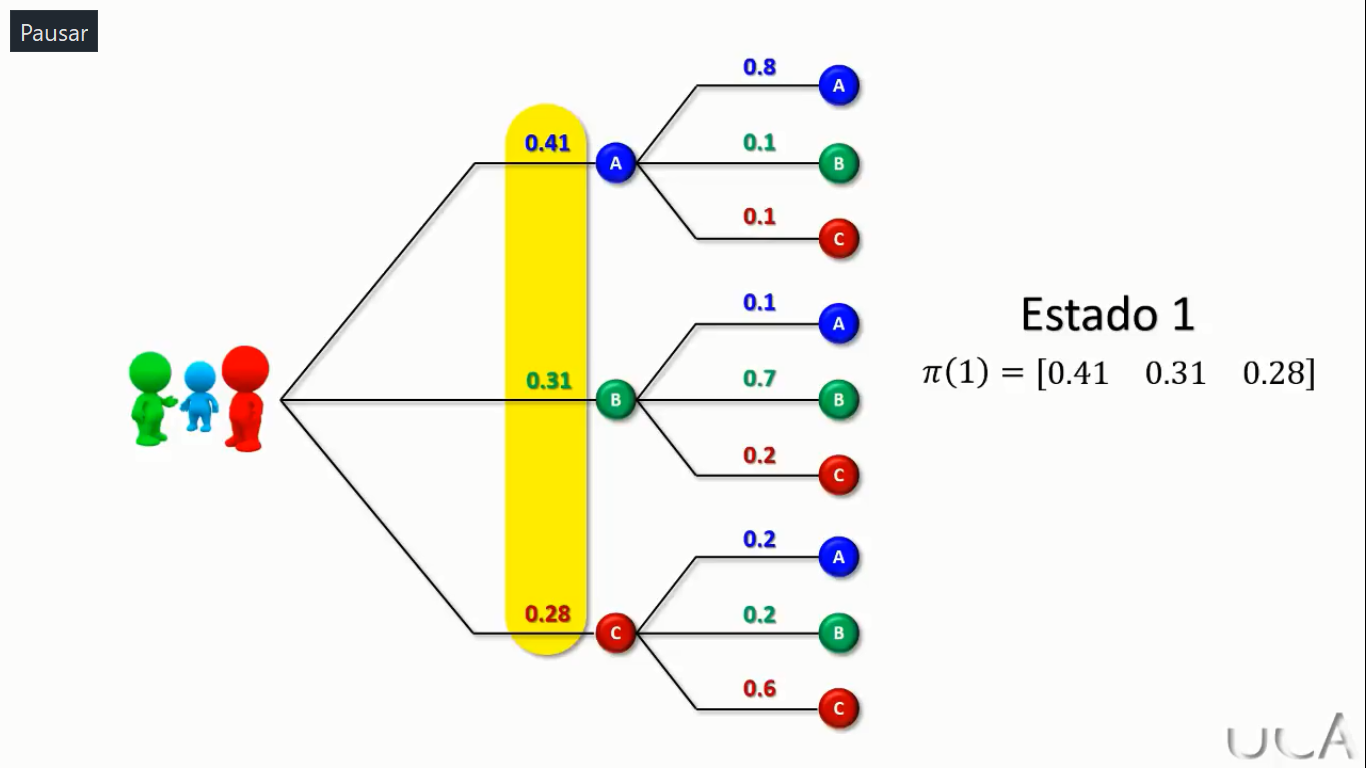 Pausar
0.8
A
0.41
A
0.1
B
0.1
C
0.1
A
0.31
B
0.7
B
0.2
C
0.2
A
0.28
C
0.2
B
0.6
C
Estado 1
π(1) = [0.41 0.31 0.28]
UCA